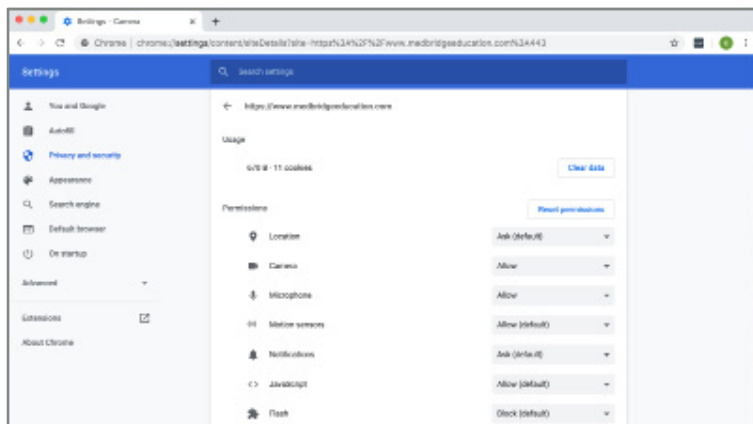 Settings - Camera
Chrome | chrome://settings/content/siteDetails?site=https%3A%2F%2Fwww.medbridgeeducation.com%3A443
Settings
Search settings
You and Google
Autofill
Privacy and security
Appearance
Search engine
Default browser
On startup
Advanced
Extensions
About Chrome
https://www.medbridgeeducation.com
Usage
670 B · 11 cookies
Clear data
Permissions
Reset permissions
Location
Ask (default)
Camera
Allow
Microphone
Allow
Motion sensors
Allow (default)
Notifications
Ask (default)
JavaScript
Allow (default)
Flash
Block (default)